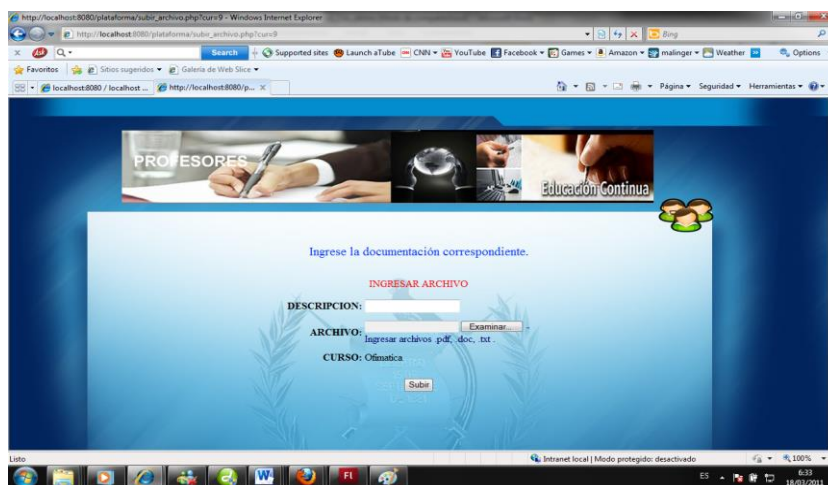 http://localhost:8080/plataforma/subir_archivo.php?cur=9 - Windows Internet Explorer
http://localhost:8080/plataforma/subir_archivo.php?cur=9
Bing
Search
Supported sites
Launch aTube
CNN
YouTube
Facebook
Games
Amazon
malinger
Weather
Options
Favoritos
Sitios sugeridos
Galería de Web Slice
localhost:8080 / localhost ...
http://localhost:8080/p...
Página
Seguridad
Herramientas
PROFESORES
Educación Continua
Ingrese la documentación correspondiente.
INGRESAR ARCHIVO
DESCRIPCION:
ARCHIVO:
Examinar...
Ingresar archivos .pdf, .doc, .txt .
CURSO: Ofimatica
Subir
Listo
Intranet local | Modo protegido: desactivado
100%
ES
6:33
18/03/2011